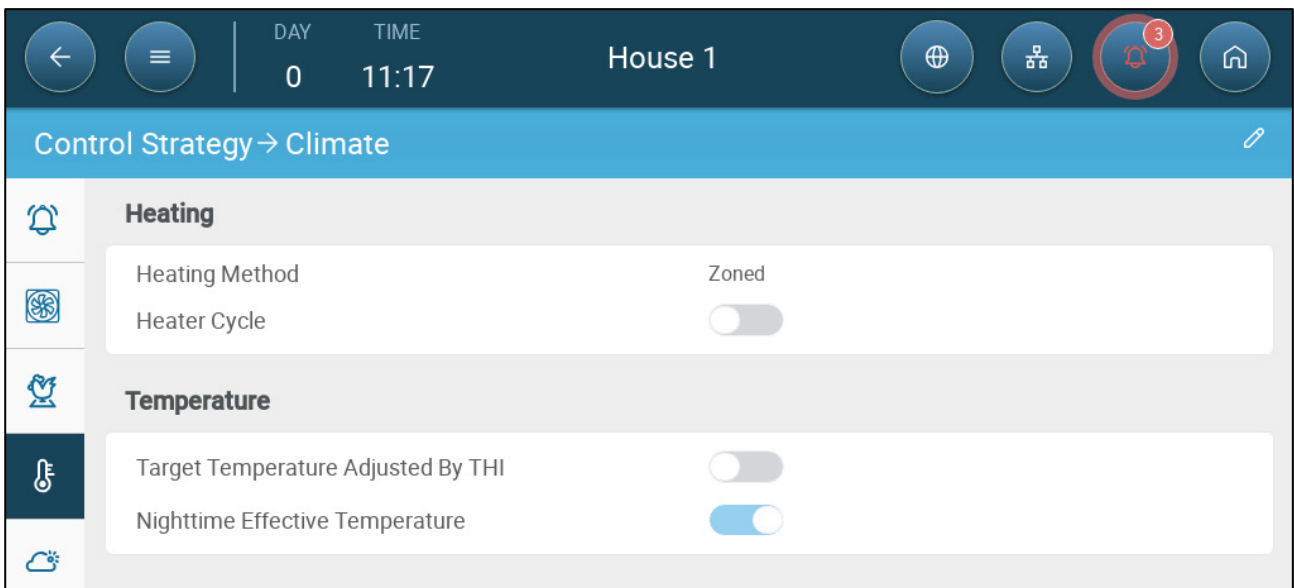 DAY TIME
0 11:17
House 1
3
Control Strategy → Climate
Heating
Heating Method Zoned
Heater Cycle
Temperature
Target Temperature Adjusted By THI
Nighttime Effective Temperature